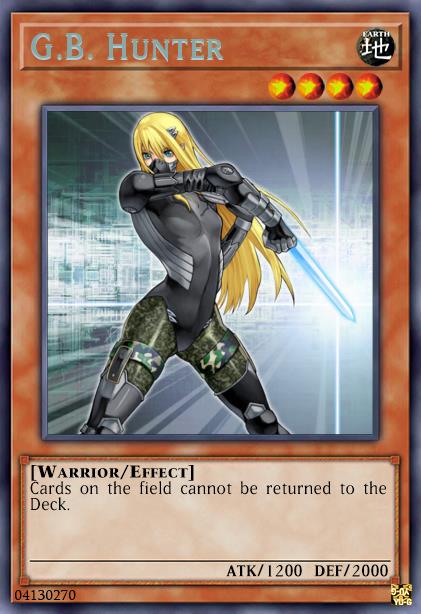 G.B. Hunter
EARTH
地
[Warrior/Effect]
Cards on the field cannot be returned to the
Deck.
ATK/1200 DEF/2000
04130270